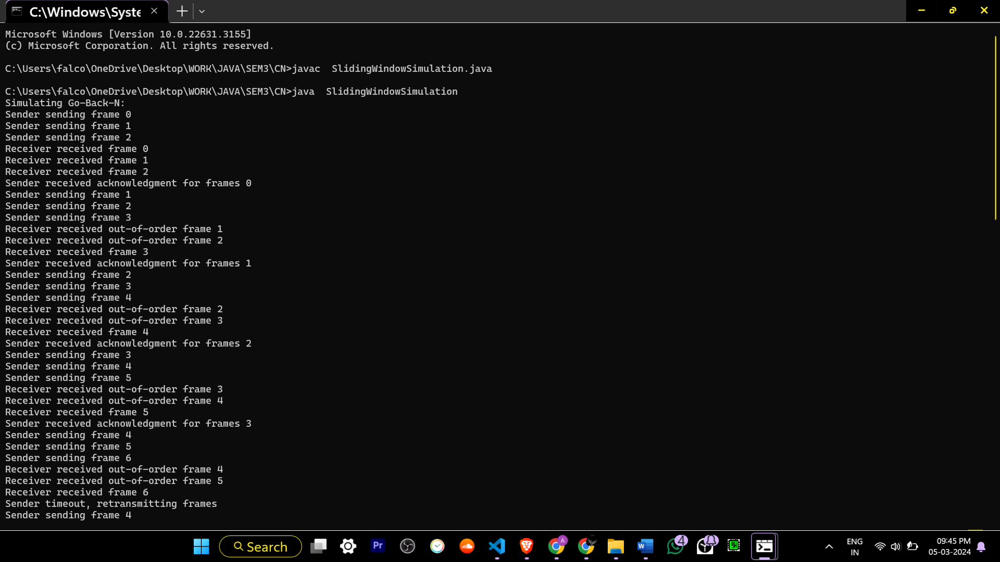 C:\Windows\Syste
Microsoft Windows [Version 10.0.22631.3155]
(c) Microsoft Corporation. All rights reserved.
C:\Users\falco\OneDrive\Desktop\WORK\JAVA\SEM3\CN>javac  SlidingWindowSimulation.java
C:\Users\falco\OneDrive\Desktop\WORK\JAVA\SEM3\CN>java  SlidingWindowSimulation
Simulating Go-Back-N:
Sender sending frame 0
Sender sending frame 1
Sender sending frame 2
Receiver received frame 0
Receiver received frame 1
Receiver received frame 2
Sender received acknowledgment for frames 0
Sender sending frame 1
Sender sending frame 2
Sender sending frame 3
Receiver received out-of-order frame 1
Receiver received out-of-order frame 2
Receiver received frame 3
Sender received acknowledgment for frames 1
Sender sending frame 2
Sender sending frame 3
Sender sending frame 4
Receiver received out-of-order frame 2
Receiver received out-of-order frame 3
Receiver received frame 4
Sender received acknowledgment for frames 2
Sender sending frame 3
Sender sending frame 4
Sender sending frame 5
Receiver received out-of-order frame 3
Receiver received out-of-order frame 4
Receiver received frame 5
Sender received acknowledgment for frames 3
Sender sending frame 4
Sender sending frame 5
Sender sending frame 6
Receiver received out-of-order frame 4
Receiver received out-of-order frame 5
Receiver received frame 6
Sender timeout, retransmitting frames
Sender sending frame 4
Search
Pr
A
W
4
ENG
IN
09:45 PM
05-03-2024